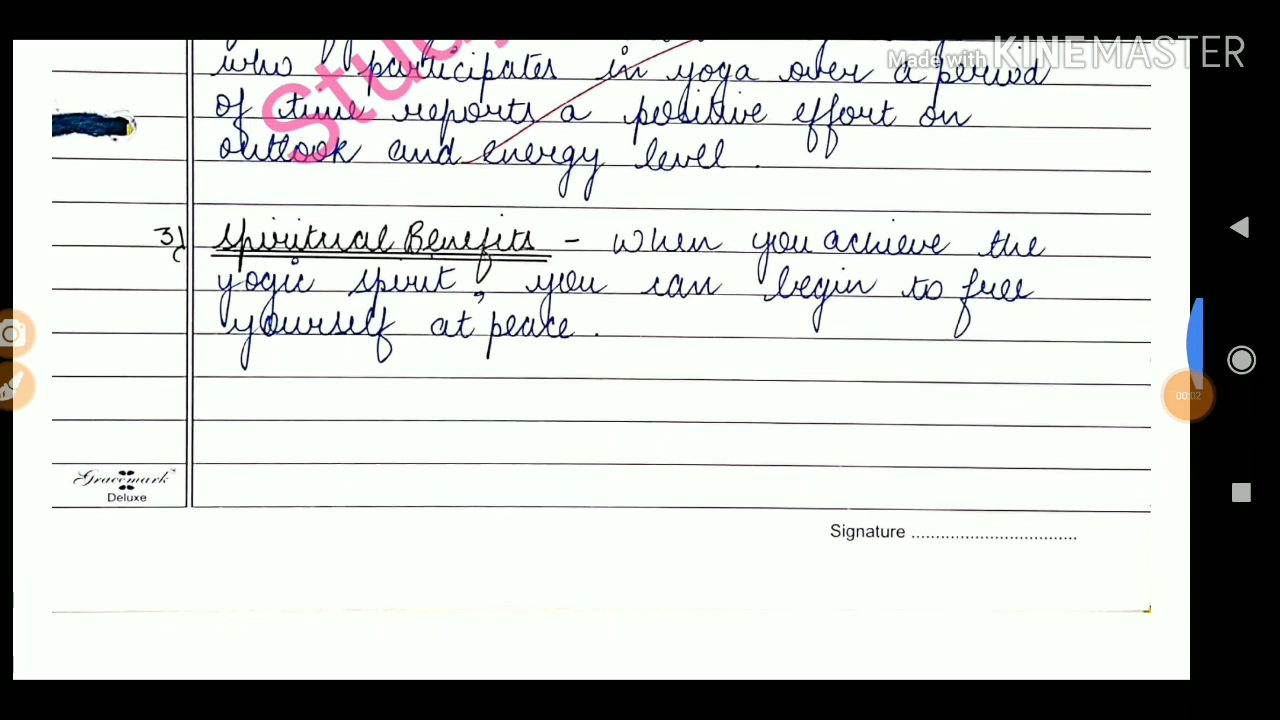 Made with KINEMASTER
who participates in yoga over a period
of time reports a positive effort on
outlook and energy level .
3) Spiritual Benefits - When you achieve the
yogic spirit , you can begin to free
yourself at peace .
00:02
Gracemark
Deluxe
Signature ..................................